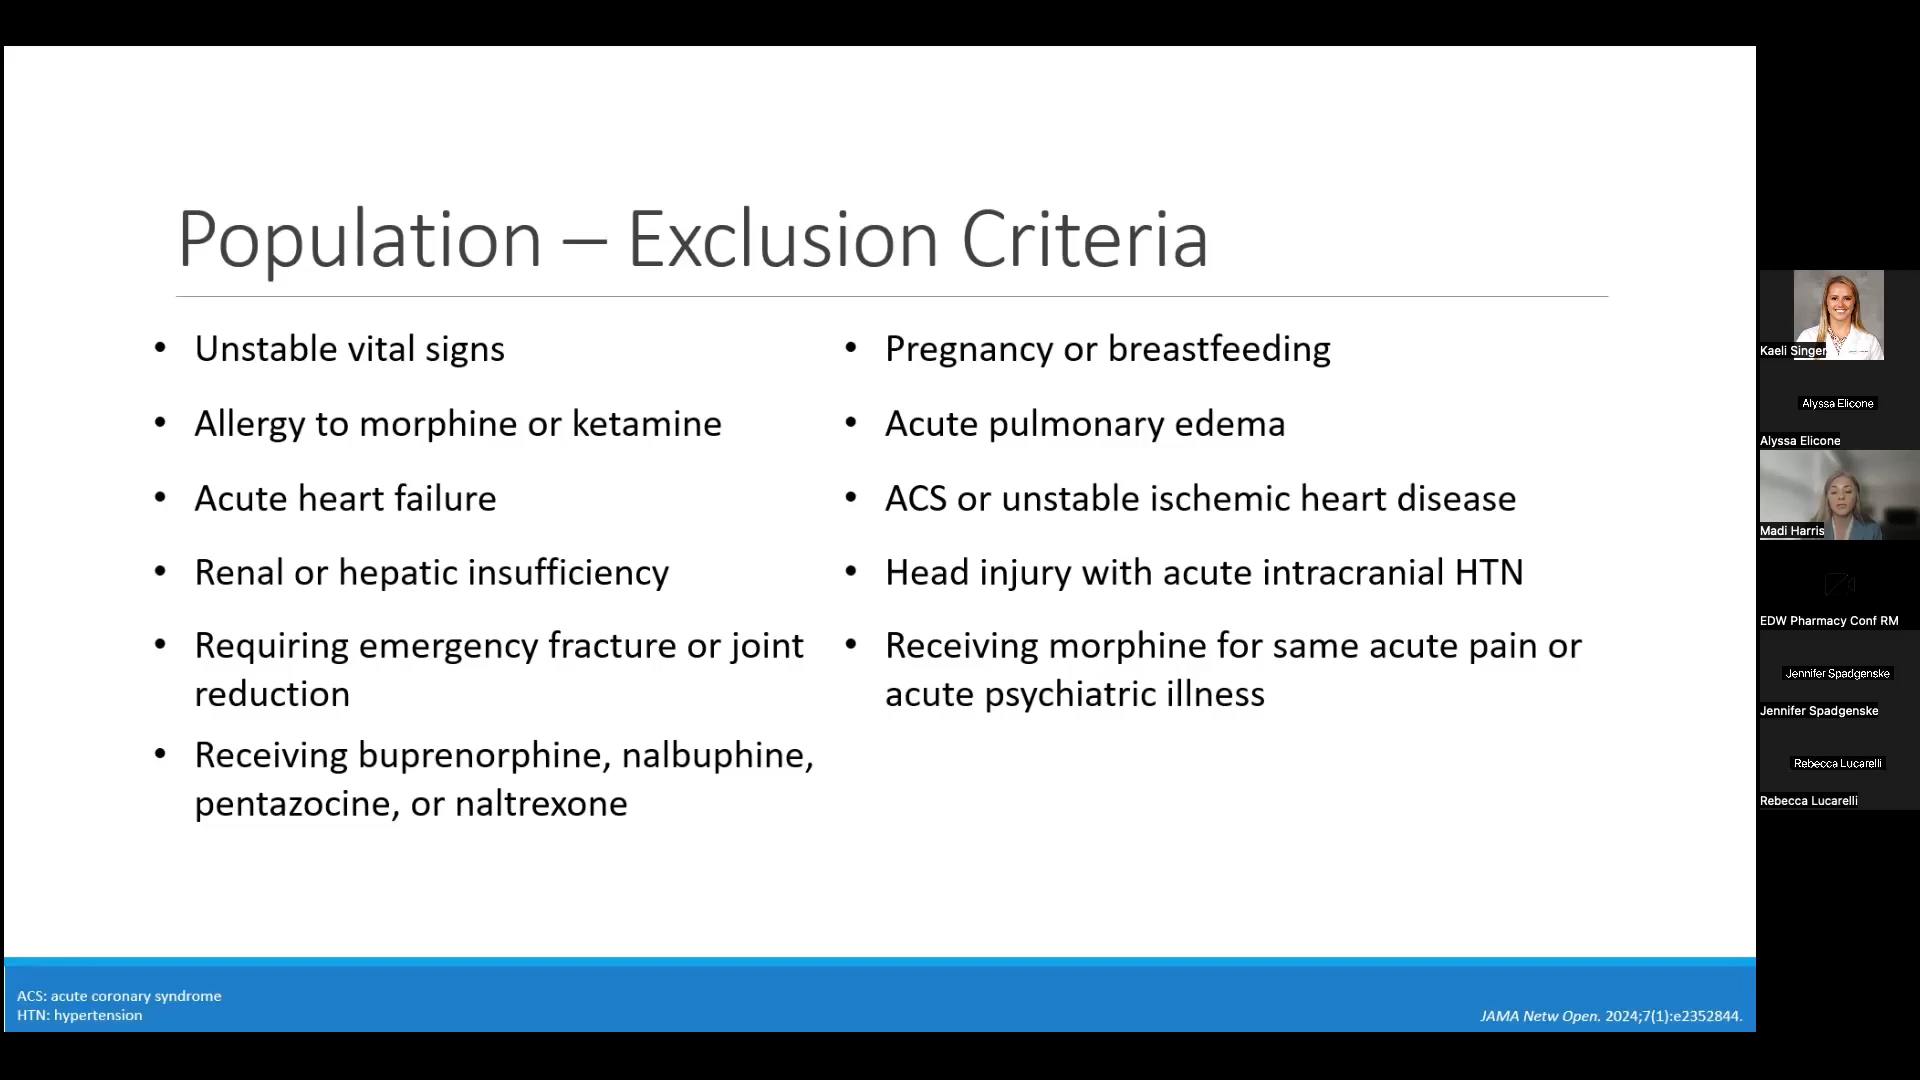 Population – Exclusion Criteria
• Unstable vital signs
• Allergy to morphine or ketamine
• Acute heart failure
• Renal or hepatic insufficiency
• Requiring emergency fracture or joint
reduction
• Receiving buprenorphine, nalbuphine,
pentazocine, or naltrexone
• Pregnancy or breastfeeding
• Acute pulmonary edema
• ACS or unstable ischemic heart disease
• Head injury with acute intracranial HTN
• Receiving morphine for same acute pain or
acute psychiatric illness
ACS: acute coronary syndrome
HTN: hypertension
JAMA Netw Open. 2024;7(1):e2352844.
Kaeli Singer
Alyssa Elicone
Alyssa Elicone
Madi Harris
EDW Pharmacy Conf RM
Jennifer Spadgenske
Jennifer Spadgenske
Rebecca Lucarelli
Rebecca Lucarelli